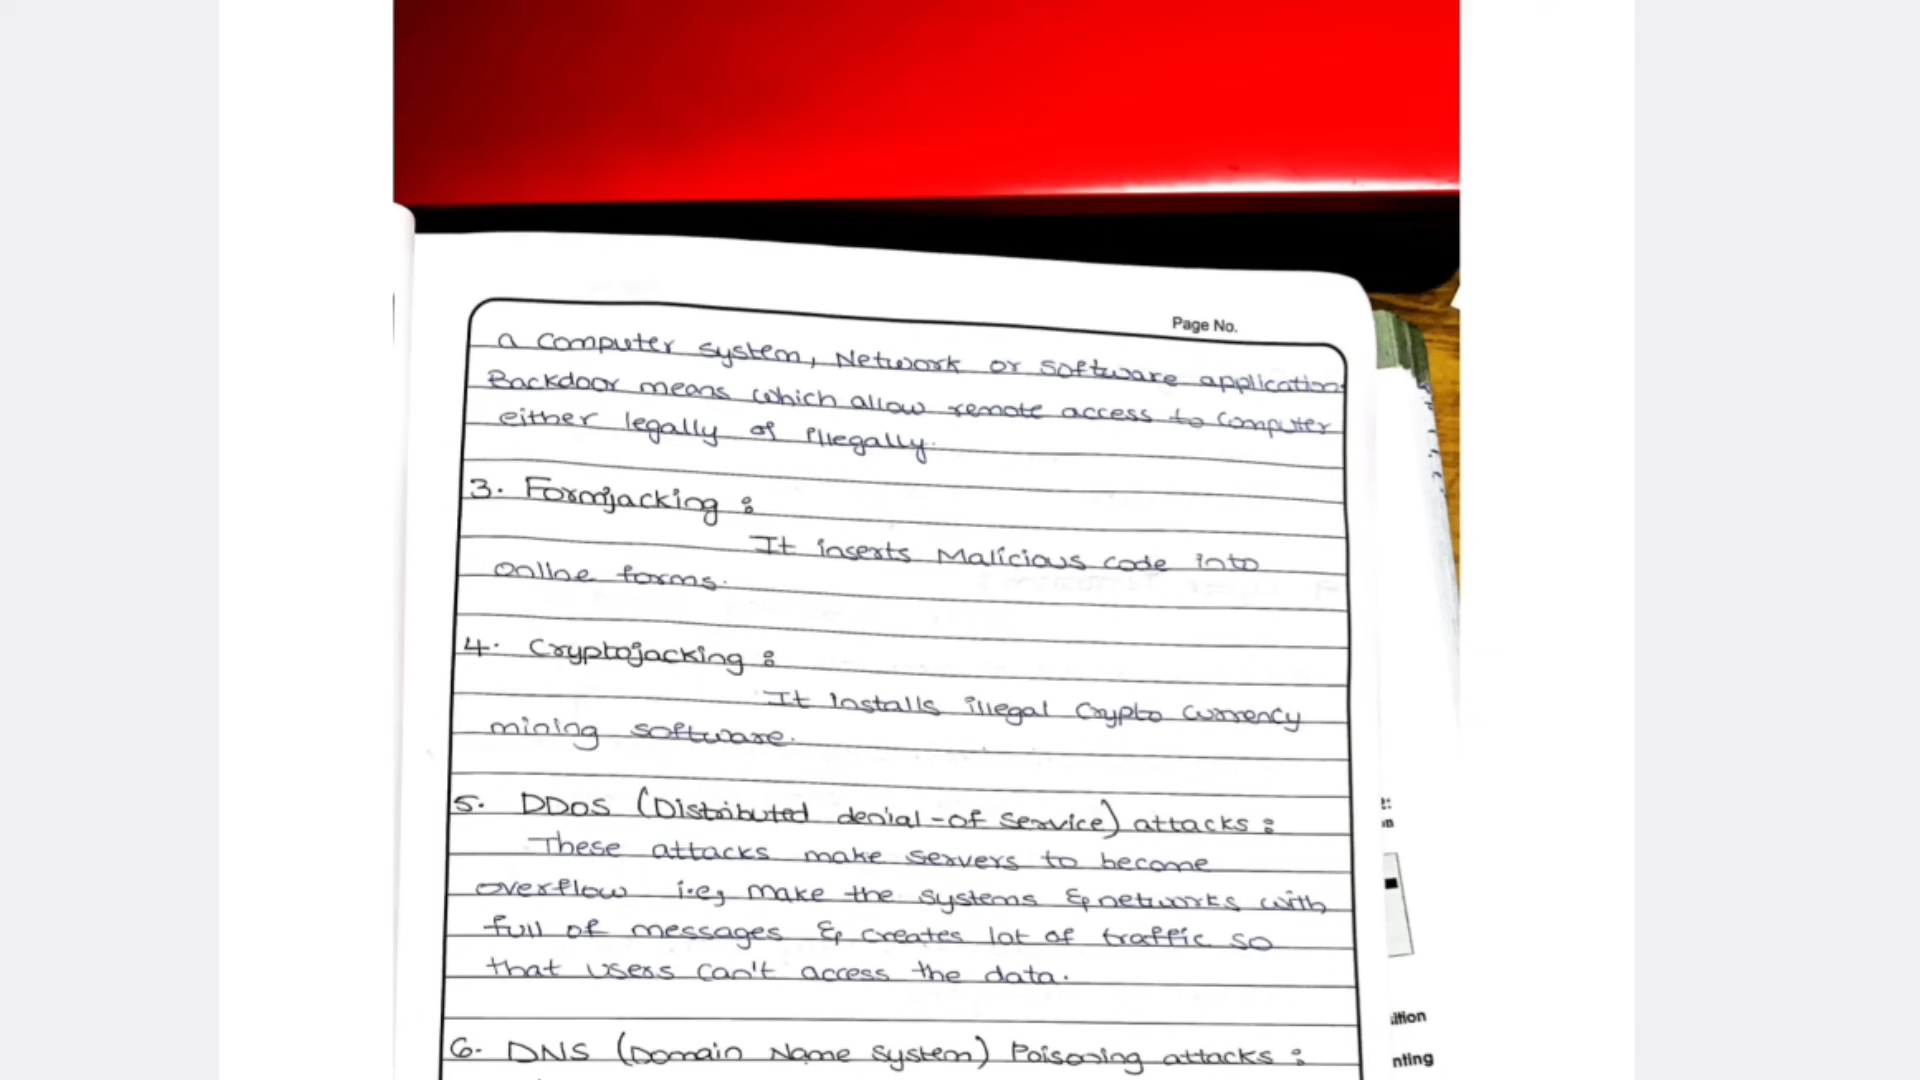 Page No.
a Computer system, Network or Software application
Backdoor means which allow remote access to computer
either legally of illegally.
3. Formjacking :
It inserts Malicious code into
online forms.
4. Cryptojacking :
It installs illegal Crypto currency
mining software.
5. DDoS (Distributed denial-of service) attacks :
These attacks make servers to become
overflow i.e, make the systems & networks with
full of messages & creates lot of traffic so
that users can't access the data.
6. DNS (Domain Name System) Poisoning attacks :
nting